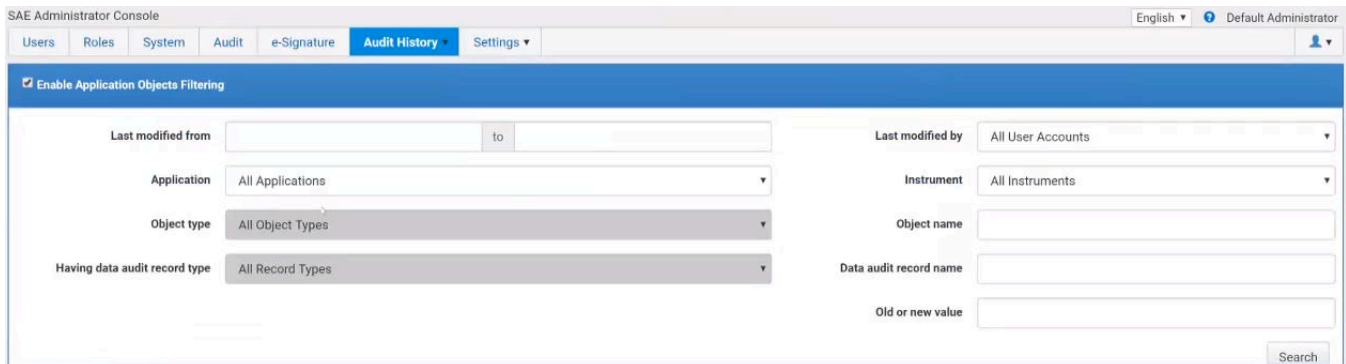 SAE Administrator Console English Default Administrator
Users Roles System Audit e-Signature Audit History Settings
Enable Application Objects Filtering
Last modified from to Last modified by All User Accounts
Application All Applications Instrument All Instruments
Object type All Object Types Object name
Having data audit record type All Record Types Data audit record name
Old or new value
Search